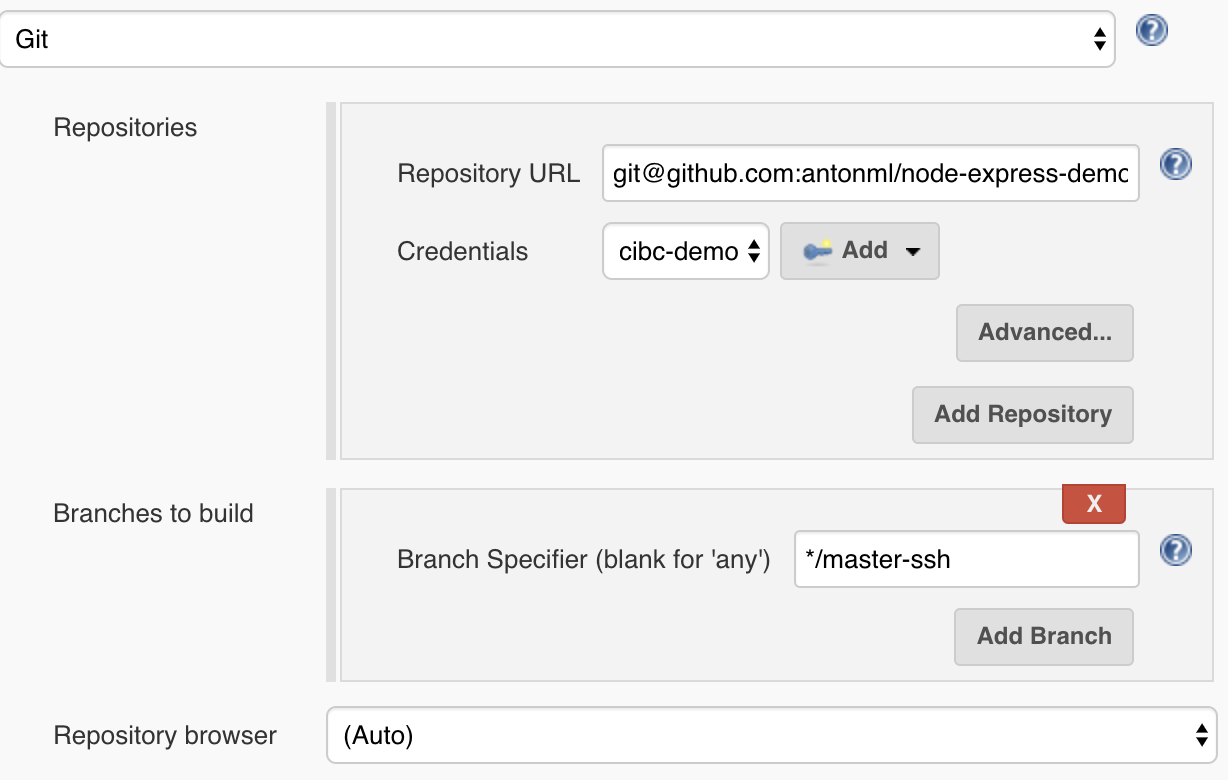 Git
?
Repositories
Repository URL git@github.com:antonml/node-express-demo ?
Credentials cibc-demo Add
Advanced...
Add Repository
Branches to build
X
Branch Specifier (blank for 'any') */master-ssh ?
Add Branch
Repository browser (Auto)